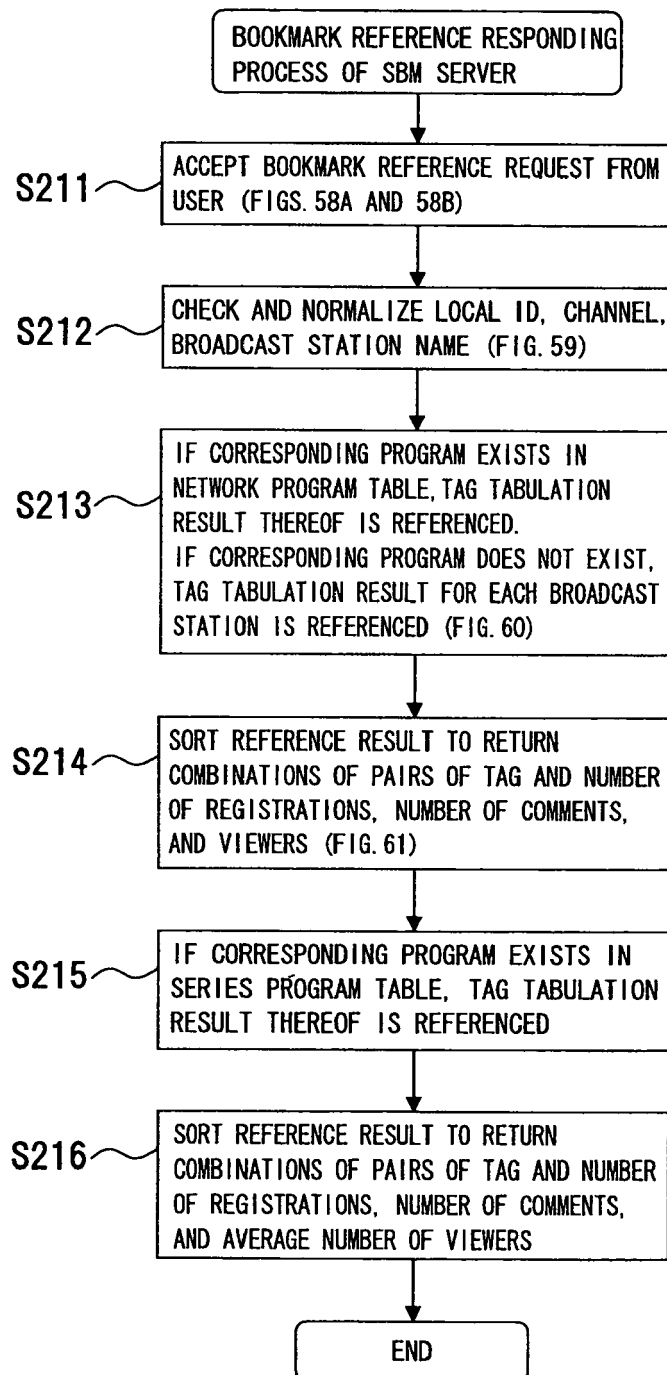 BOOKMARK REFERENCE RESPONDING
PROCESS OF SBM SERVER
S211
ACCEPT BOOKMARK REFERENCE REQUEST FROM
USER (FIGS. 58A AND 58B)
S212
CHECK AND NORMALIZE LOCAL ID, CHANNEL,
BROADCAST STATION NAME (FIG. 59)
S213
IF CORRESPONDING PROGRAM EXISTS IN
NETWORK PROGRAM TABLE, TAG TABULATION
RESULT THEREOF IS REFERENCED.
IF CORRESPONDING PROGRAM DOES NOT EXIST,
TAG TABULATION RESULT FOR EACH BROADCAST
STATION IS REFERENCED (FIG. 60)
S214
SORT REFERENCE RESULT TO RETURN
COMBINATIONS OF PAIRS OF TAG AND NUMBER
OF REGISTRATIONS, NUMBER OF COMMENTS,
AND VIEWERS (FIG. 61)
S215
IF CORRESPONDING PROGRAM EXISTS IN
SERIES PROGRAM TABLE, TAG TABULATION
RESULT THEREOF IS REFERENCED
S216
SORT REFERENCE RESULT TO RETURN
COMBINATIONS OF PAIRS OF TAG AND NUMBER
OF REGISTRATIONS, NUMBER OF COMMENTS,
AND AVERAGE NUMBER OF VIEWERS
END